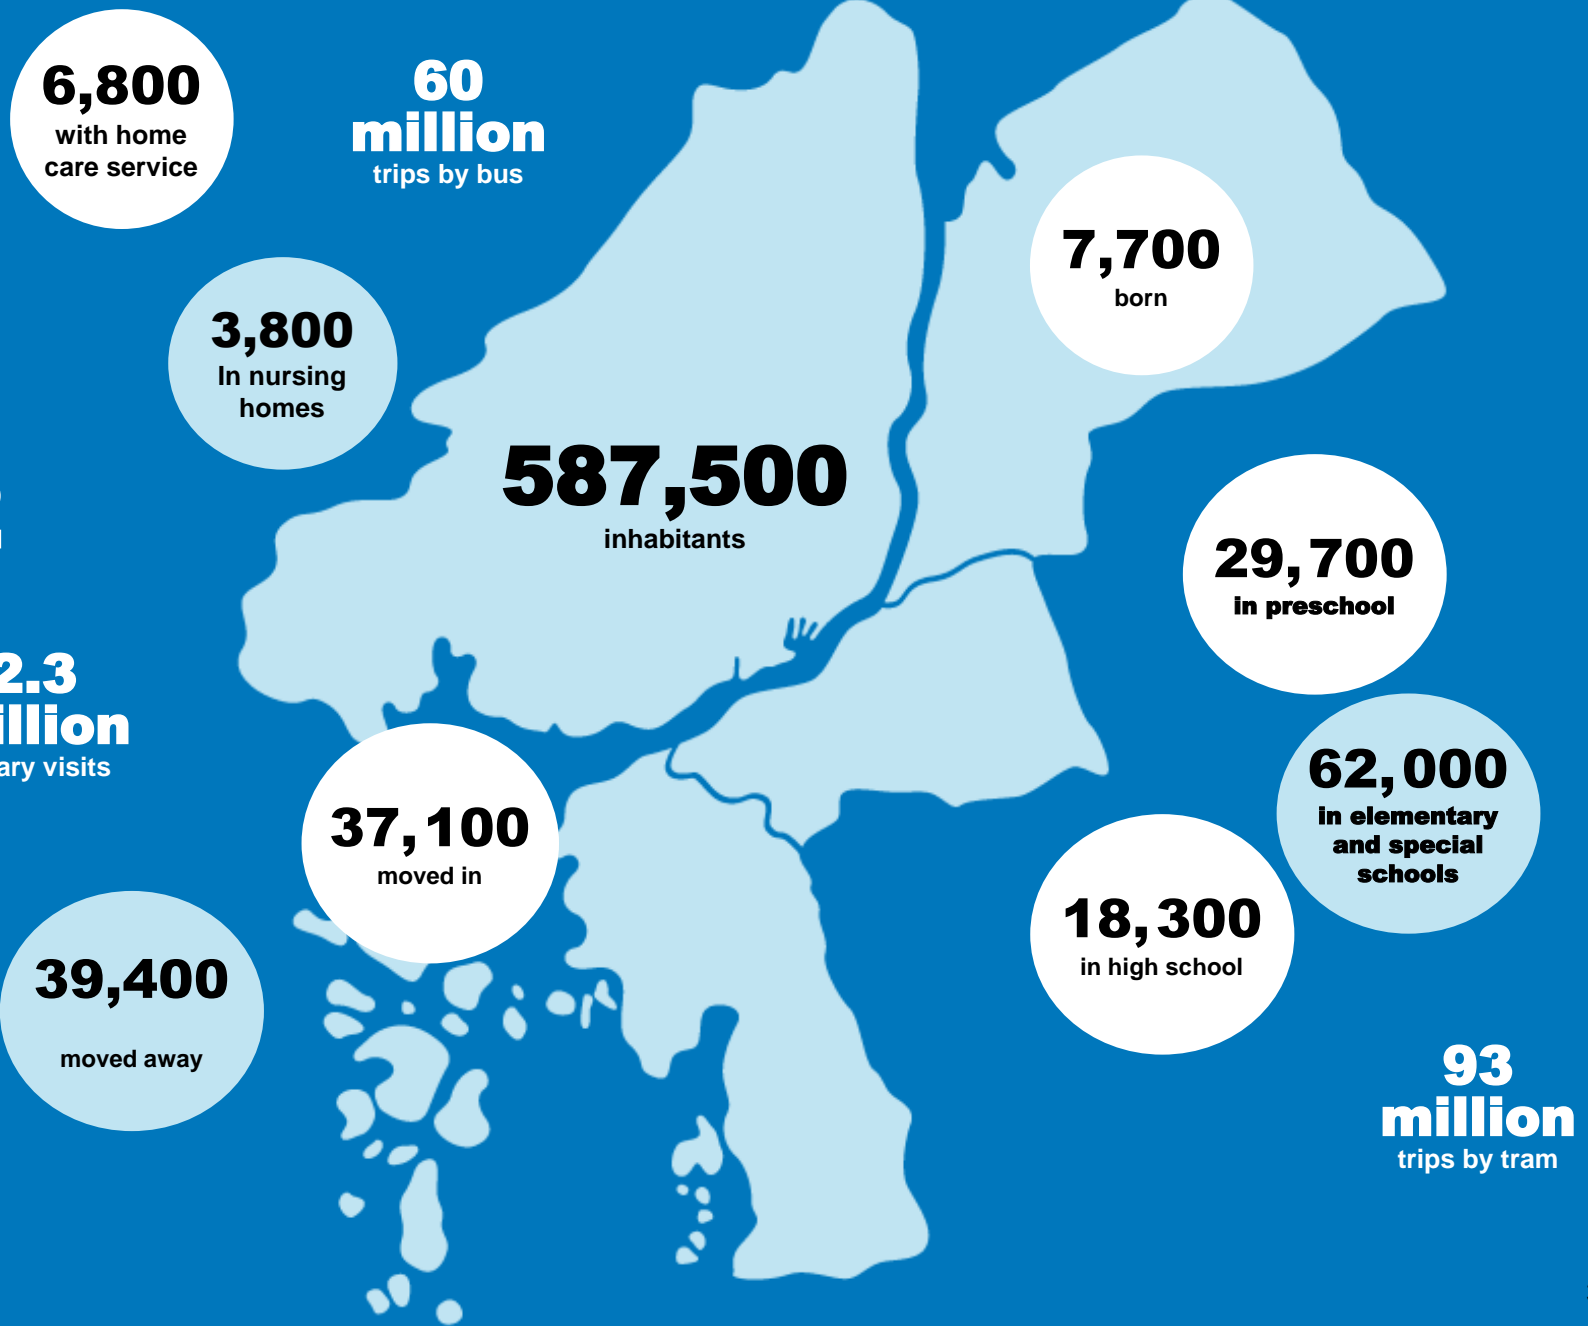 6,800
with home
care service
60
million
trips by bus
7,700
born
3,800
In nursing
homes
587,500
inhabitants
29,700
in preschool
2.3
visits
62,000
in elementary
and special
schools
37,100
moved in
18,300
in high school
39,400
moved away
93
million
trips by tram